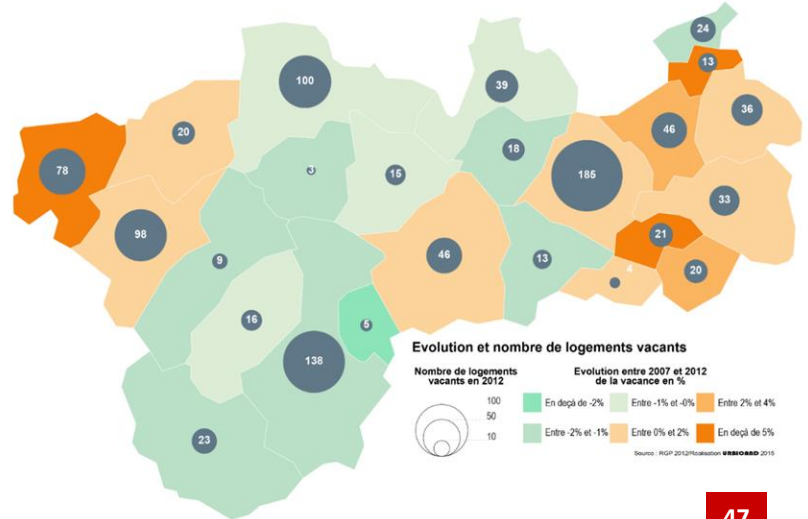 24
13
100
39
36
20
46
18
3
78
15
185
33
98
21
46
13
9
4
20
16
5
138
23
Evolution et nombre de logements vacants
Nombre de logements
vacants en 2012
100
50
10
Evolution entre 2007 et 2012
de la vacance en %
En deçà de -2%
Entre -1% et -0%
Entre 2% et 4%
Entre -2% et -1%
Entre 0% et 2%
En deçà de 5%
Source : RGP 2012/Réalisation URBICAND 2015
47